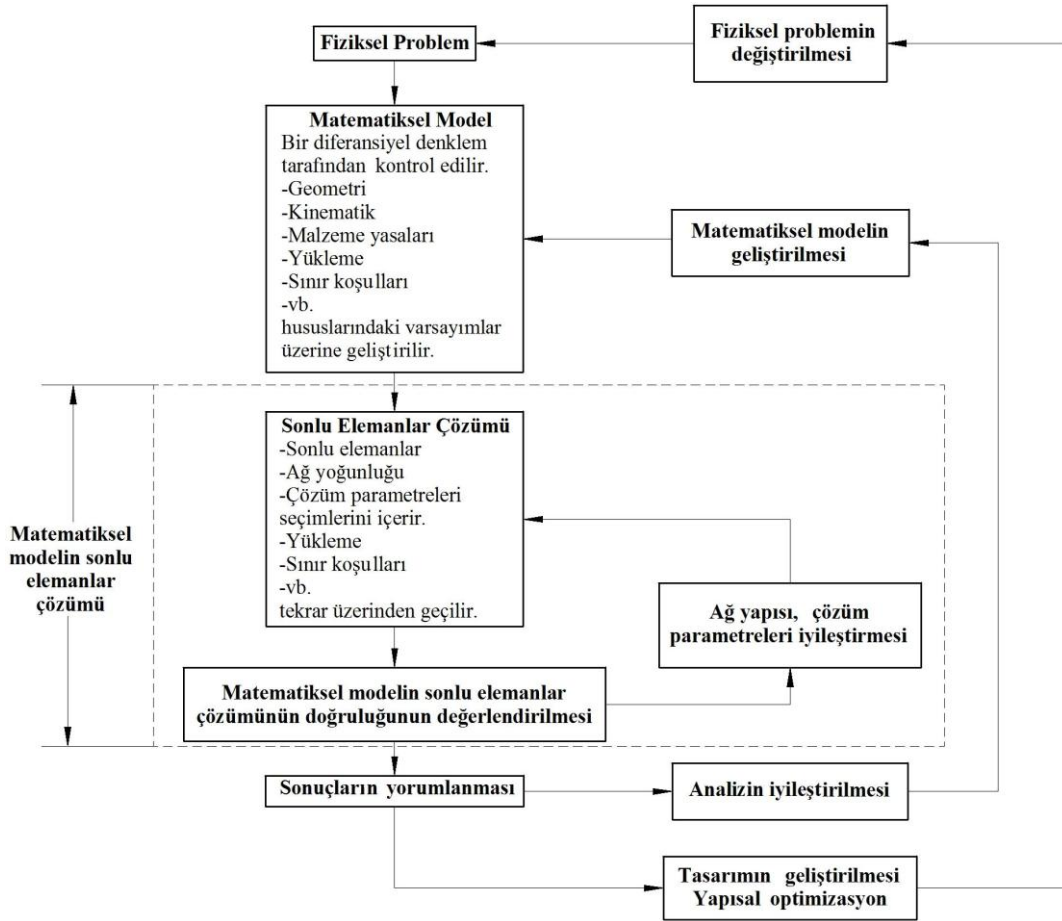 Fiziksel Problem
Fiziksel problemin
değiştirilmesi
Matematiksel Model
Bir diferansiyel denklem
tarafından kontrol edilir.
-Geometri
-Kinematik
-Malzeme yasaları
-Yükleme
-Sınır koşulları
-vb.
hususlarındaki varsayımlar
üzerine geliştirilir.
Matematiksel modelin
geliştirilmesi
Matematiksel
modelin sonlu
elemanlar
çözümü
Sonlu Elemanlar Çözümü
-Sonlu elemanlar
-Ağ yoğunluğu
-Çözüm parametreleri
seçimlerini içerir.
-Yükleme
-Sınır koşulları
-vb.
tekrar üzerinden geçilir.
Ağ yapısı, çözüm
parametreleri iyileştirmesi
Matematiksel modelin sonlu elemanlar
çözümünün doğruluğunun değerlendirilmesi
Sonuçların yorumlanması
Analizin iyileştirilmesi
Tasarımın geliştirilmesi
Yapısal optimizasyon